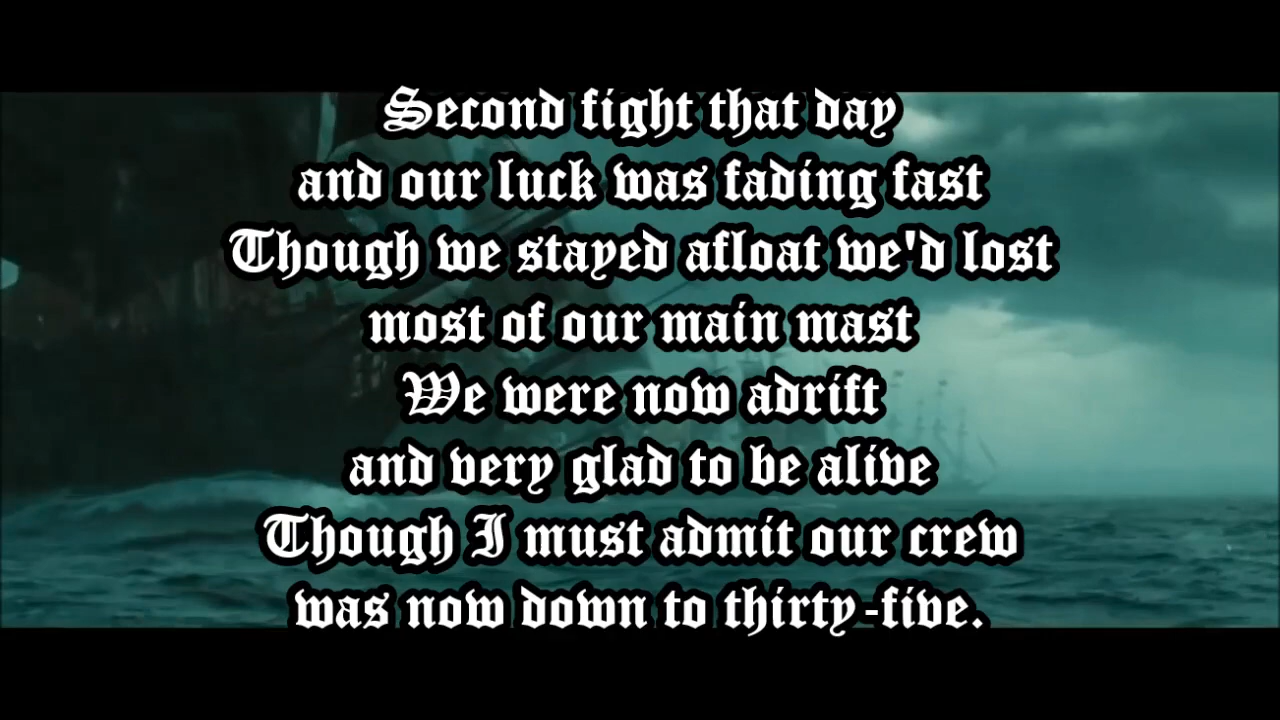 Second fight that day
and our luck was fading fast
Though we stayed afloat we'd lost
most of our main mast
We were now adrift
and very glad to be alive
Though I must admit our crew
was now down to thirty-five.